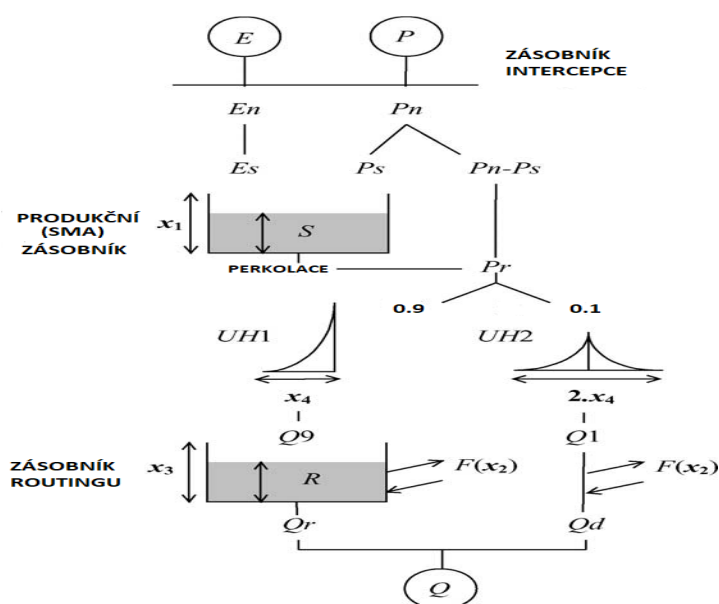 E
P
ZÁSOBNÍK
INTERCEPCE
En
Pn
Es
Ps
Pn-Ps
PRODUKČNÍ
(SMA)
ZÁSOBNÍK
x1
S
PERKOLACE
Pr
0.9
0.1
UH1
UH2
x4
2.x4
Q9
Q1
ZÁSOBNÍK
ROUTINGU
x3
R
F(x2)
F(x2)
Qr
Qd
Q